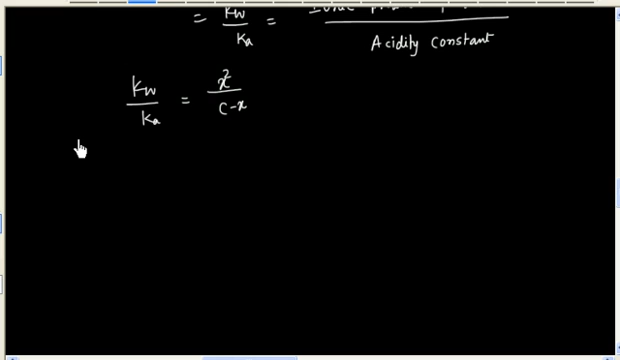 = Kw/Ka =
Acidity Constant
Kw/Ka = x²/C-x